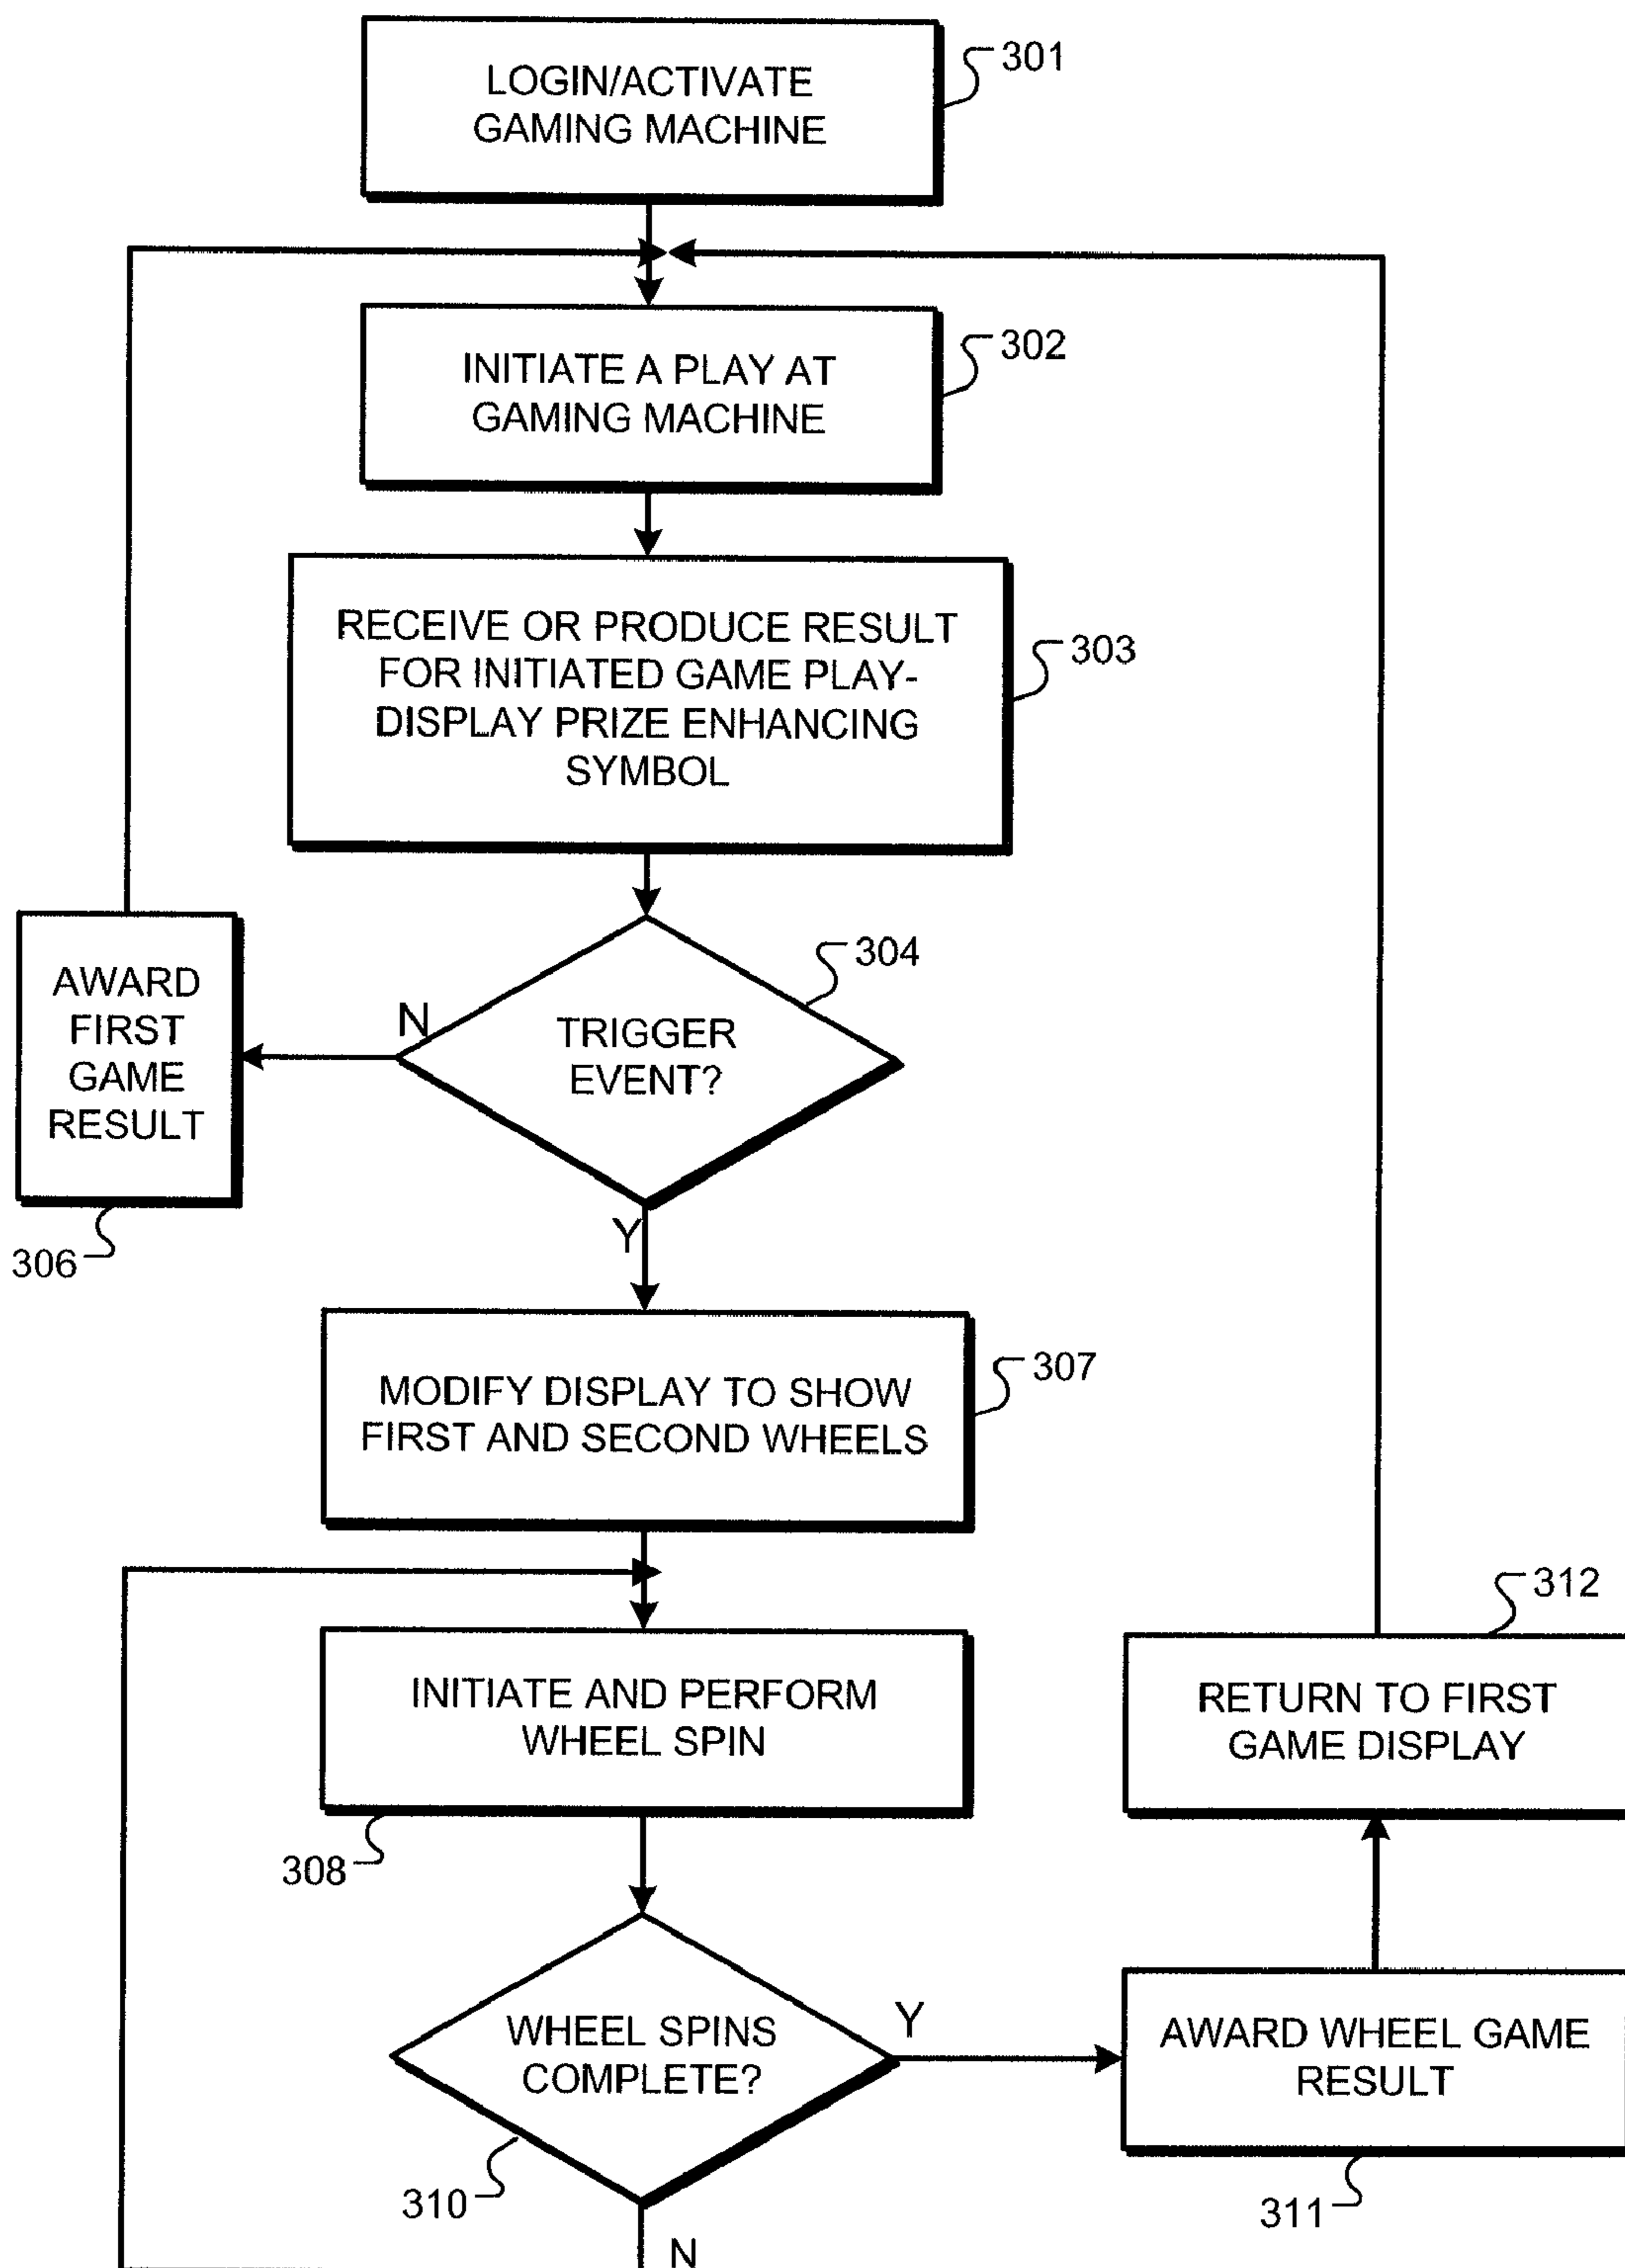 LOGIN/ACTIVATE
GAMING MACHINE
301
INITIATE A PLAY AT
GAMING MACHINE
302
RECEIVE OR PRODUCE RESULT
FOR INITIATED GAME PLAY-
DISPLAY PRIZE ENHANCING
SYMBOL
303
304
TRIGGER
EVENT?
N
AWARD
FIRST
GAME
RESULT
306
Y
MODIFY DISPLAY TO SHOW
FIRST AND SECOND WHEELS
307
INITIATE AND PERFORM
WHEEL SPIN
308
312
RETURN TO FIRST
GAME DISPLAY
WHEEL SPINS
COMPLETE?
310
Y
AWARD WHEEL GAME
RESULT
311
N